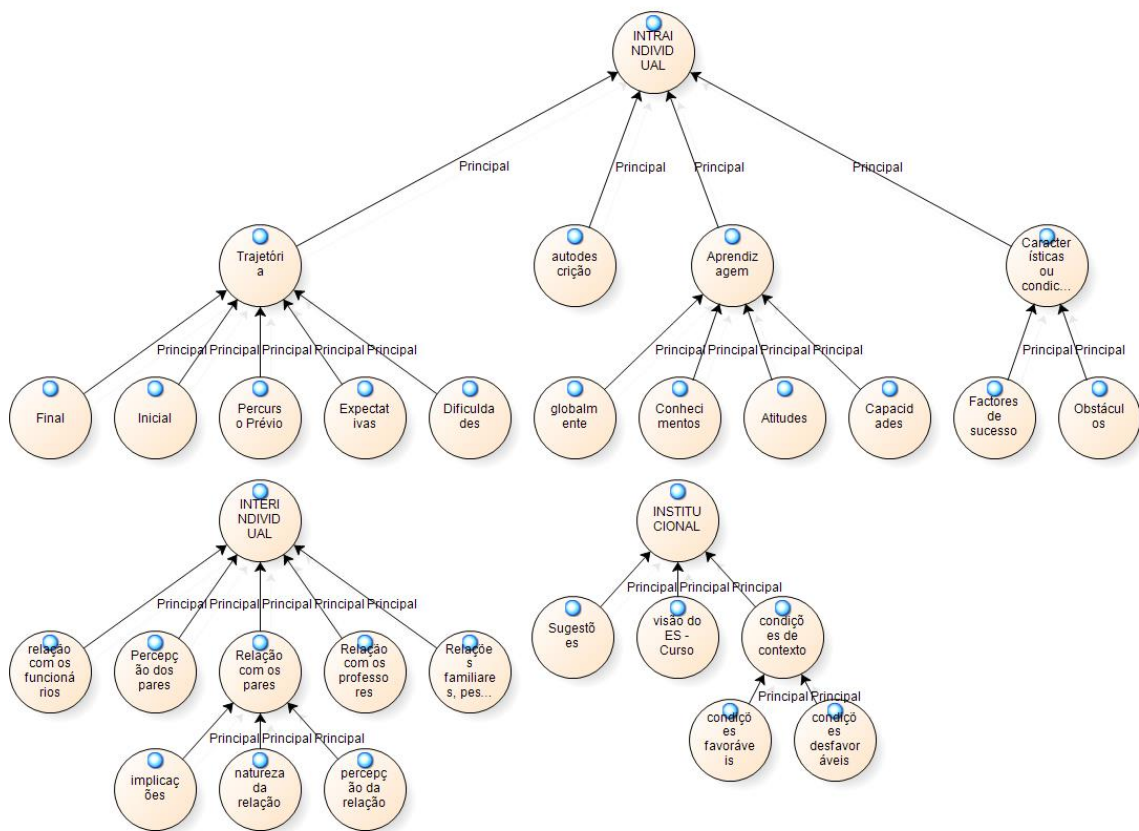 INTRAI
NDIVID
UAL
Principal
Principal
Principal
Principal
Trajetóri
a
autodes
crição
Aprendiz
agem
Caracter
ísticas
ou
condic...
Principal
Principal
Principal
Principal
Principal
Principal
Principal
Principal
Principal
Final
Inicial
Percurs
o Prévio
Expectat
ivas
Dificulda
des
globalm
ente
Conheci
mentos
Atitudes
Capacid
ades
Factores
de
sucesso
Obstácul
os
INTERI
NDIVID
UAL
INSTITU
CIONAL
Principal
Principal
Principal
Principal
Principal
Principal
Principal
relação
com os
funcioná
rios
Percepç
ão dos
pares
Relação
com os
pares
Relação
com os
professo
res
Relaçõe
s
familiare
s, pes...
Sugestõ
es
visão do
ES -
Curso
condiçõ
es de
contexto
Principal
Principal
Principal
Principal
Principal
implicaç
ões
natureza
da
relação
percepç
ão da
relação
condiçõ
es
favoráve
is
condiçõ
es
desfavor
áveis